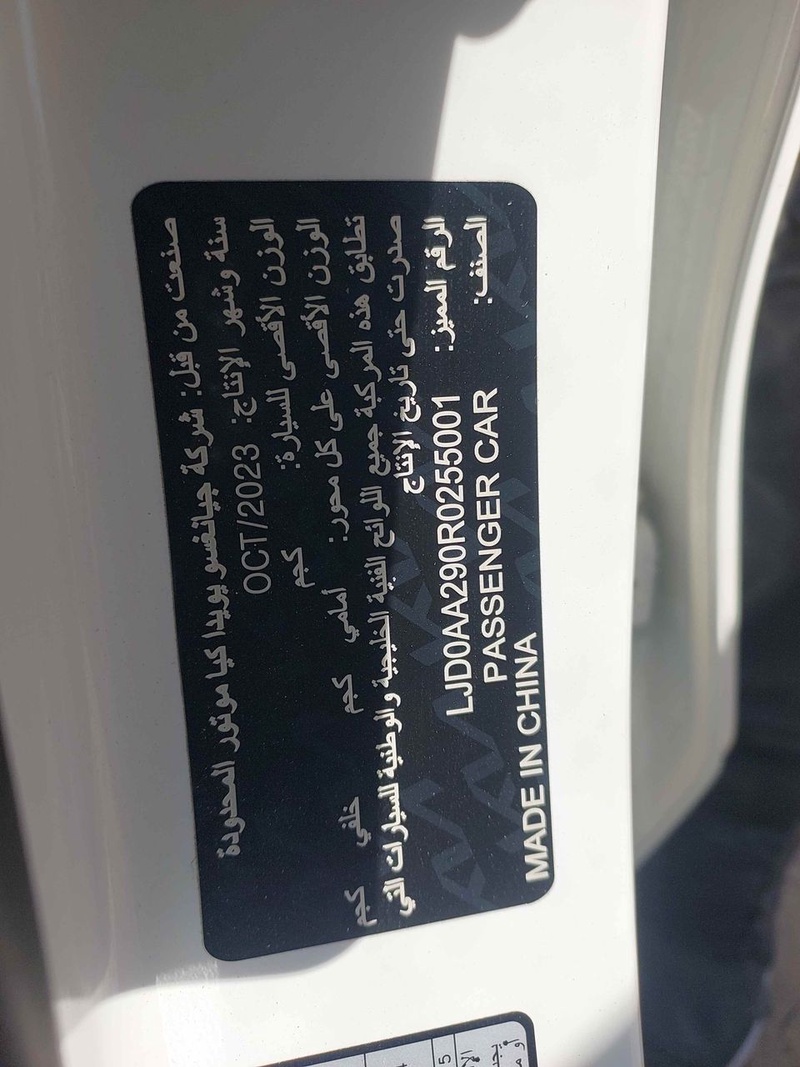 صنعت من قبل: شركة جيانغسو يويدا كيا موتور المحدودة
سنة وشهر الإنتاج: OCT/2023
الوزن الأقصى للسيارة: كجم
الوزن الأقصى على كل محور: أمامي كجم خلفي كجم
تطابق هذه المركبة جميع اللوائح الفنية الخليجية والوطنية للسيارات التي
صدرت حتى تاريخ الإنتاج
الرقم المميز: LJD0AA290R0255001
الصنف: PASSENGER CAR
MADE IN CHINA